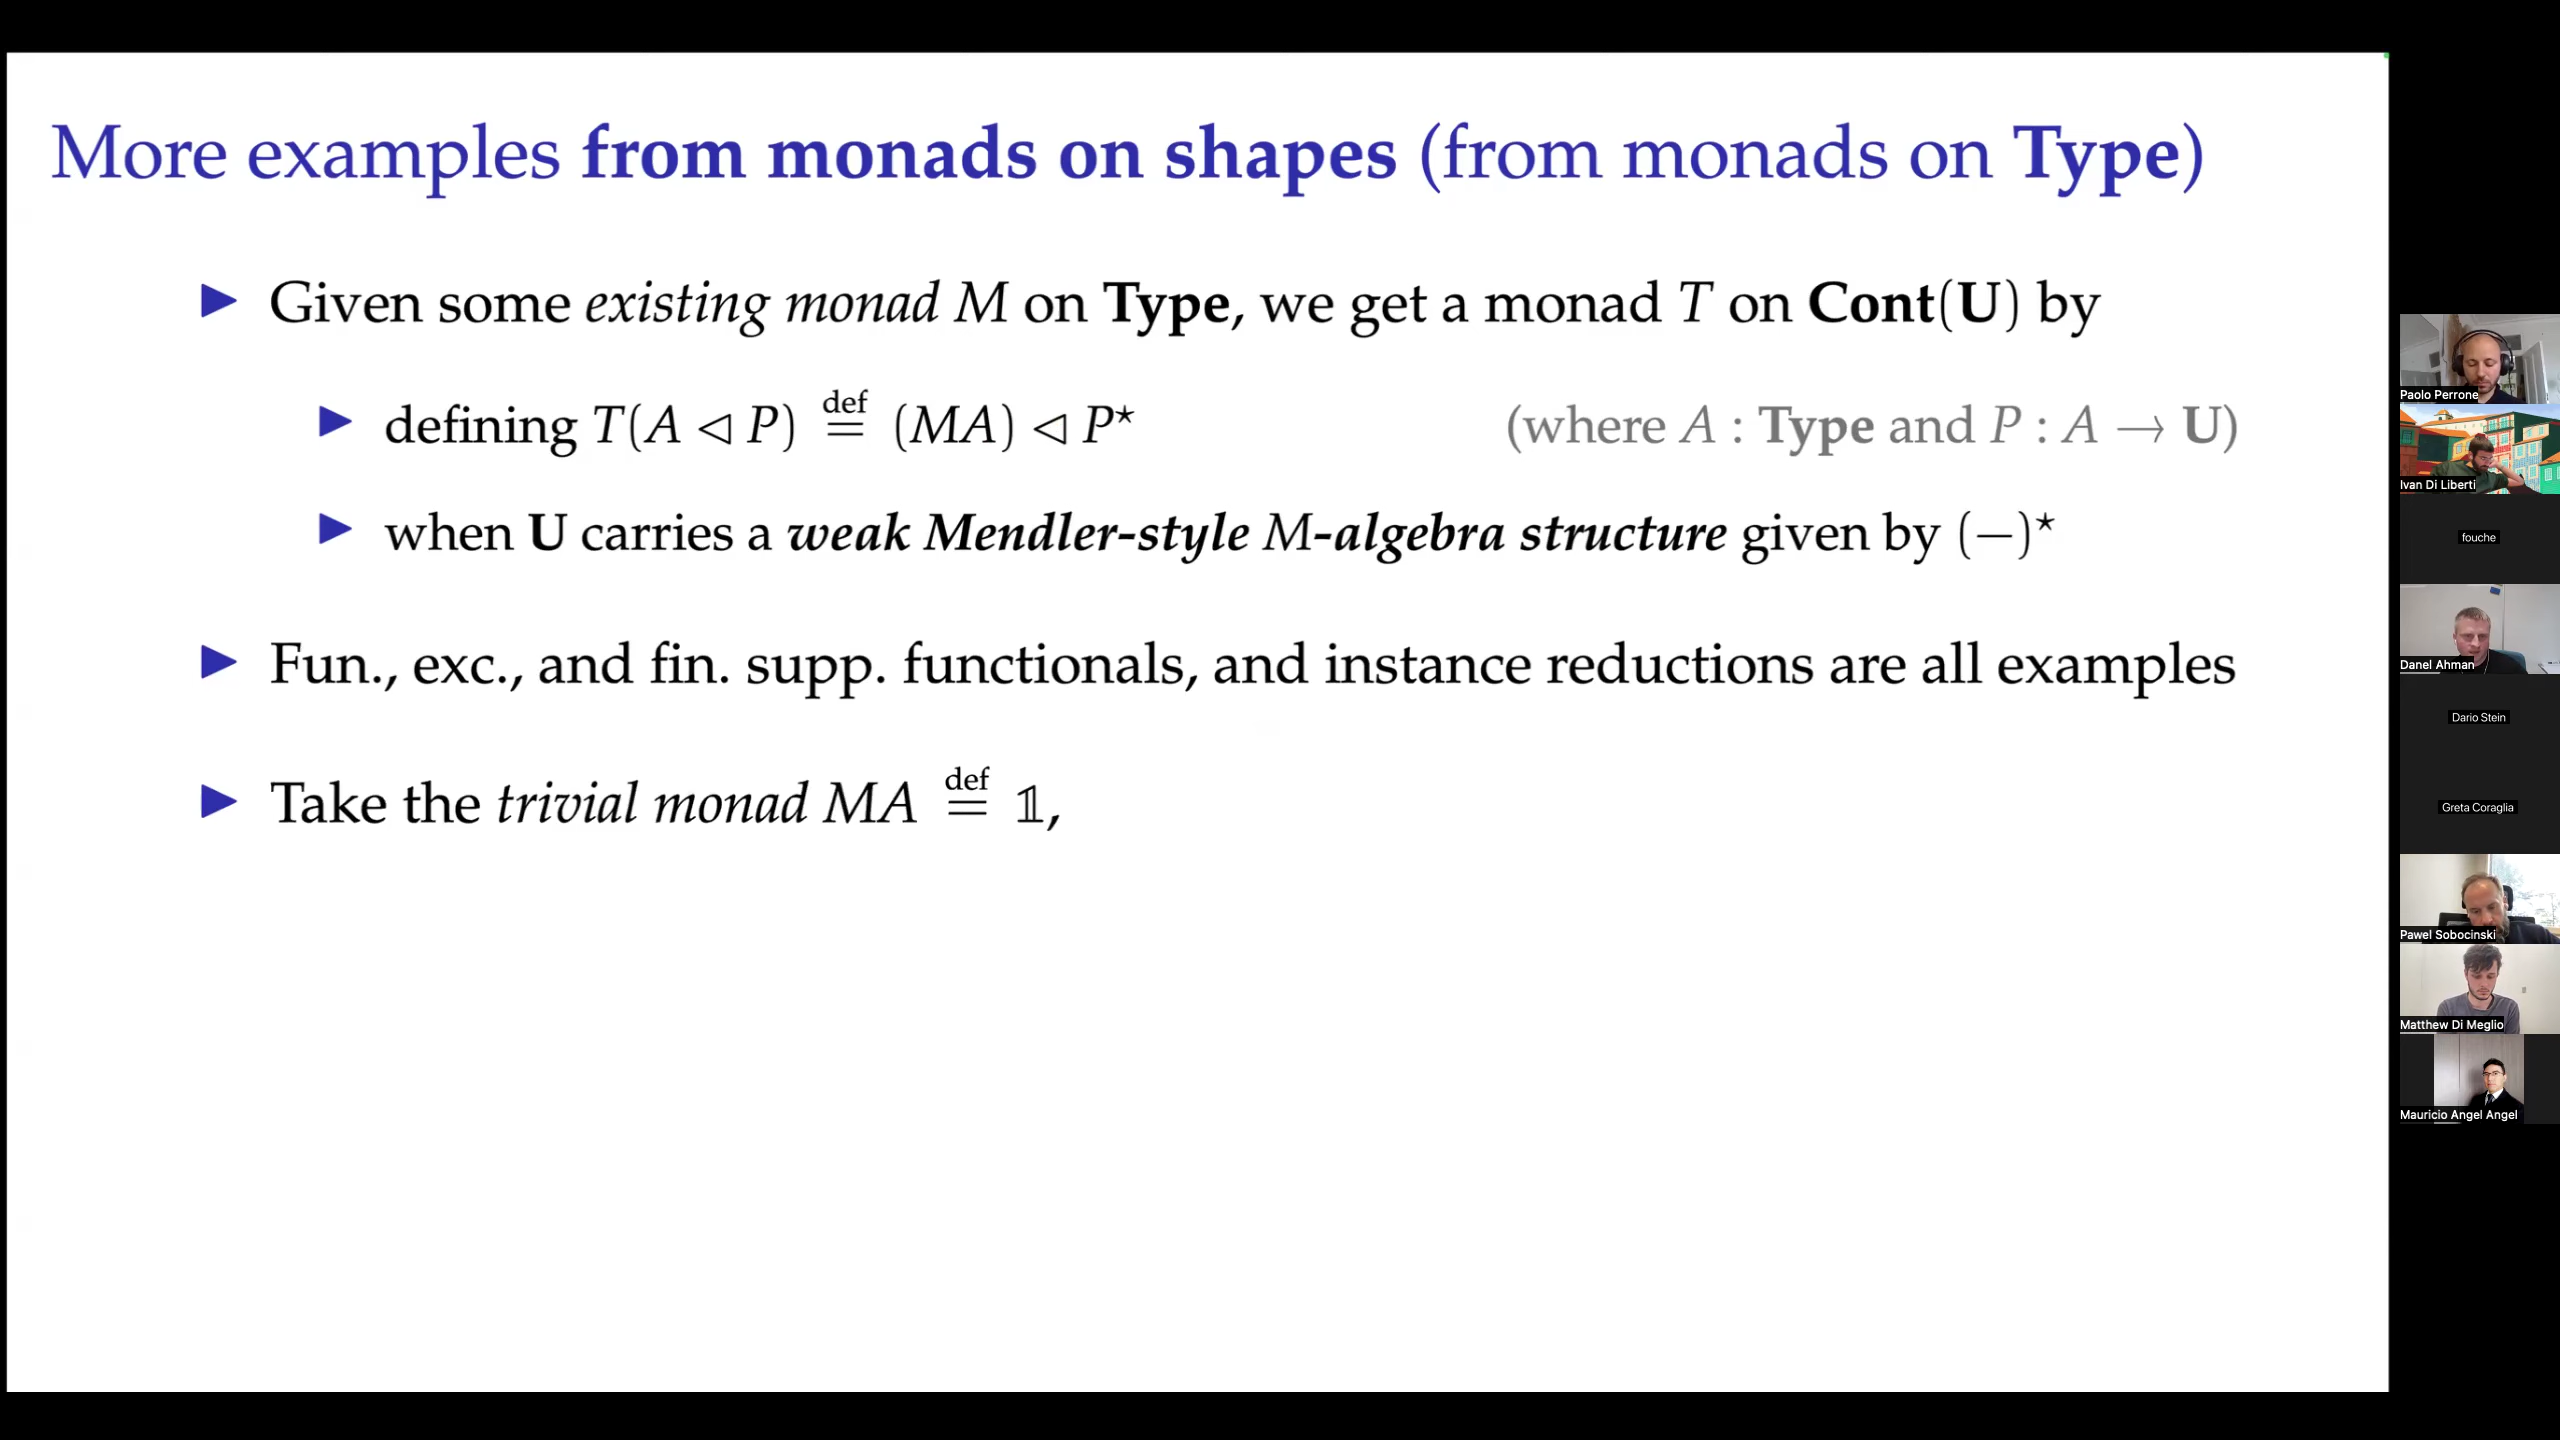 More examples from monads on shapes (from monads on Type)
▶ Given some existing monad M on Type, we get a monad T on Cont(U) by
▶ defining T(A ◁ P) def= (MA) ◁ P⋆ (where A : Type and P : A → U)
▶ when U carries a weak Mendler-style M-algebra structure given by (−)⋆
▶ Fun., exc., and fin. supp. functionals, and instance reductions are all examples
▶ Take the trivial monad MA def= 𝟙,
Paolo Perrone
Ivan Di Liberti
fouche
Danel Ahman
Dario Stein
Greta Coraglia
Pawel Sobocinski
Matthew Di Meglio
Mauricio Angel Angel